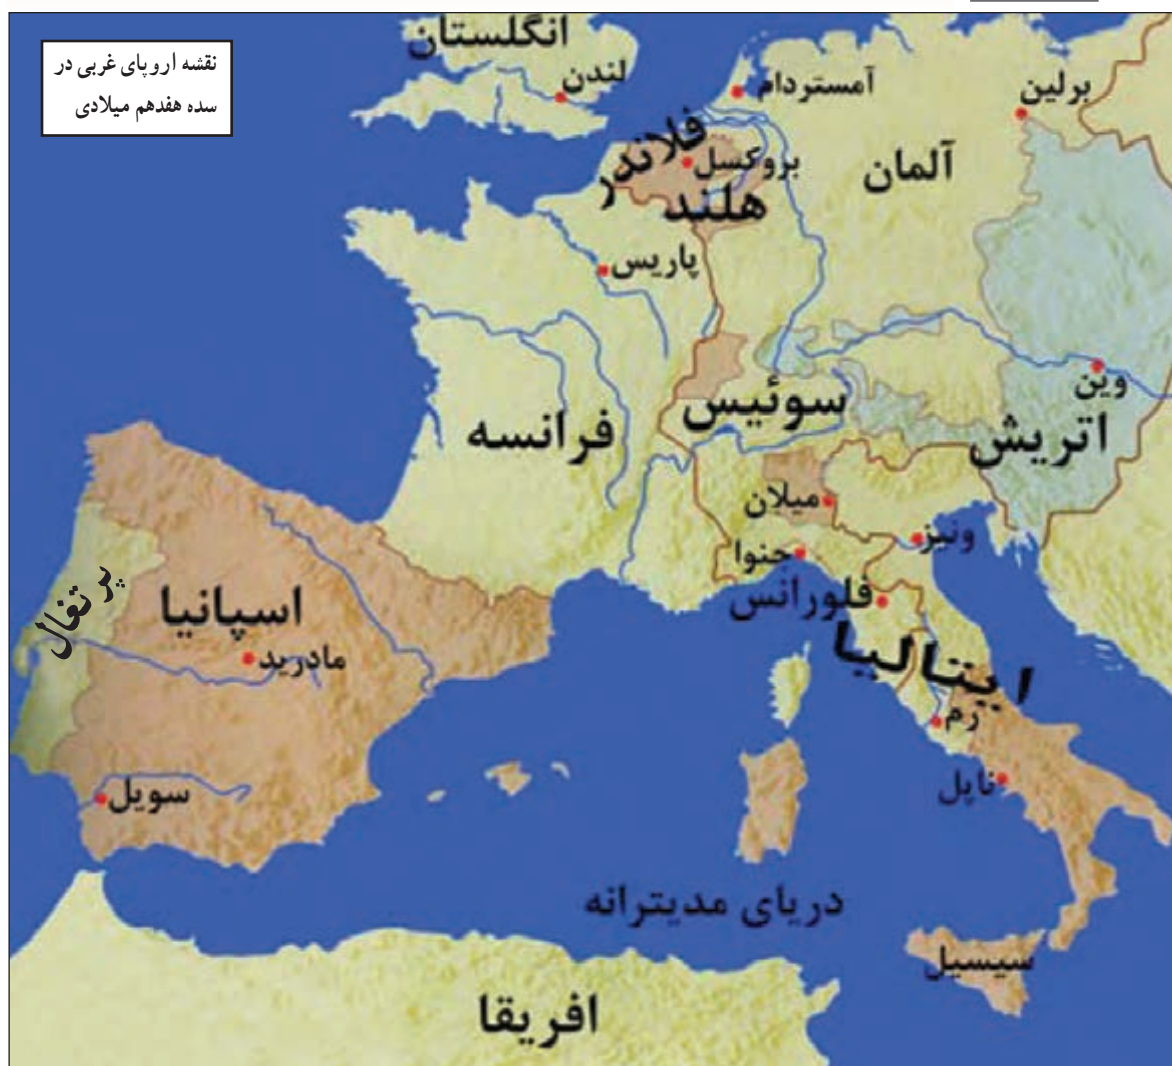 نقشه اروپای غربی در
سده هفدهم میلادی
انگلستان
لندن
آمستردام
برلین
فلاندر
بروکسل
هلند
آلمان
پاریس
وین
فرانسه
سوئیس
اتریش
میلان
ونیز
جنوا
فلورانس
پرتغال
اسپانیا
مادرید
ایتالیا
رم
ناپل
سویل
دریای مدیترانه
سیسیل
افریقا